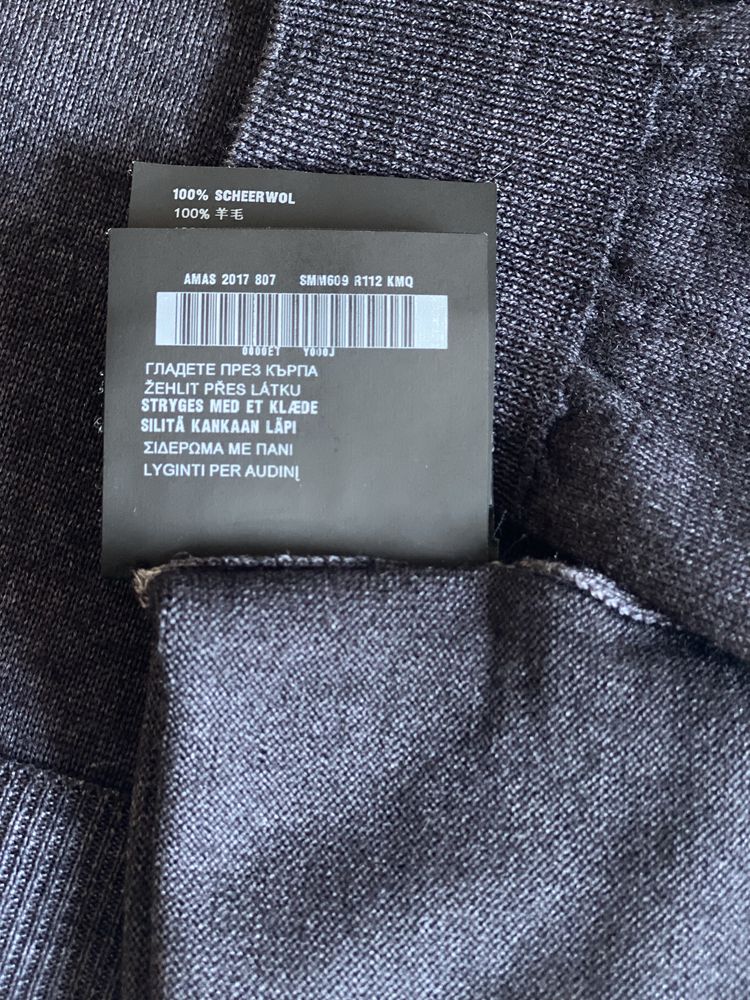 100% SCHEERWOL
100% 羊毛
AMAS 2017 807 SMM609 R112 KMQ
ГЛАДЕТЕ ПРЕЗ КЪРПА
ŽEHLIT PŘES LÁTKU
STRYGES MED ET KLÆDE
SILITÄ KANKAAN LÄPI
ΣΙΔΕΡΩΜΑ ΜΕ ΠΑΝΙ
LYGINTI PER AUDINĮ